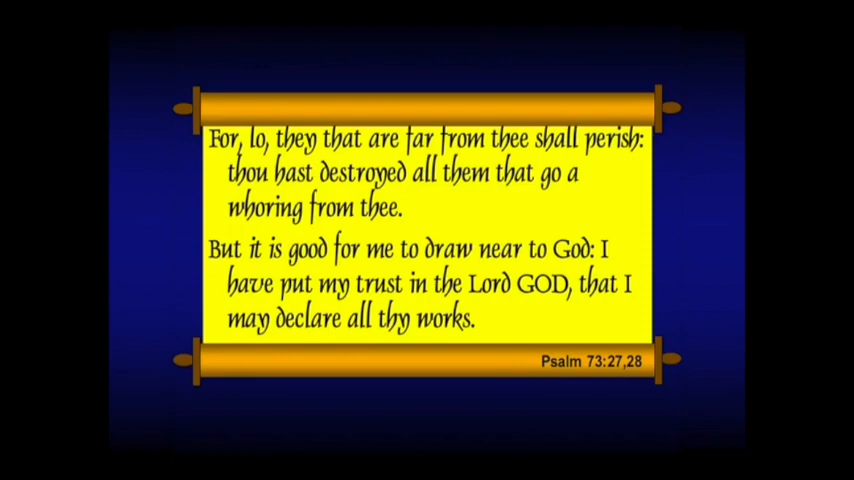 For, lo, they that are far from thee shall perish:
thou hast destroyed all them that go a
whoring from thee.
But it is good for me to draw near to God: I
have put my trust in the Lord GOD, that I
may declare all thy works.
Psalm 73:27,28